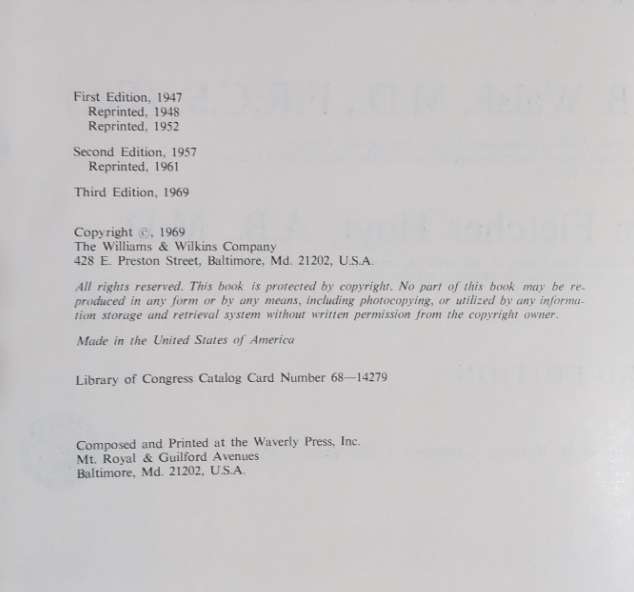 First Edition, 1947
Reprinted, 1948
Reprinted, 1952
Second Edition, 1957
Reprinted, 1961
Third Edition, 1969
Copyright ©, 1969
The Williams & Wilkins Company
428 E. Preston Street, Baltimore, Md. 21202, U.S.A.
All rights reserved. This book is protected by copyright. No part of this book may be re-
produced in any form or by any means, including photocopying, or utilized by any informa-
tion storage and retrieval system without written permission from the copyright owner.
Made in the United States of America
Library of Congress Catalog Card Number 68—14279
Composed and Printed at the Waverly Press, Inc.
Mt. Royal & Guilford Avenues
Baltimore, Md. 21202, U.S.A.